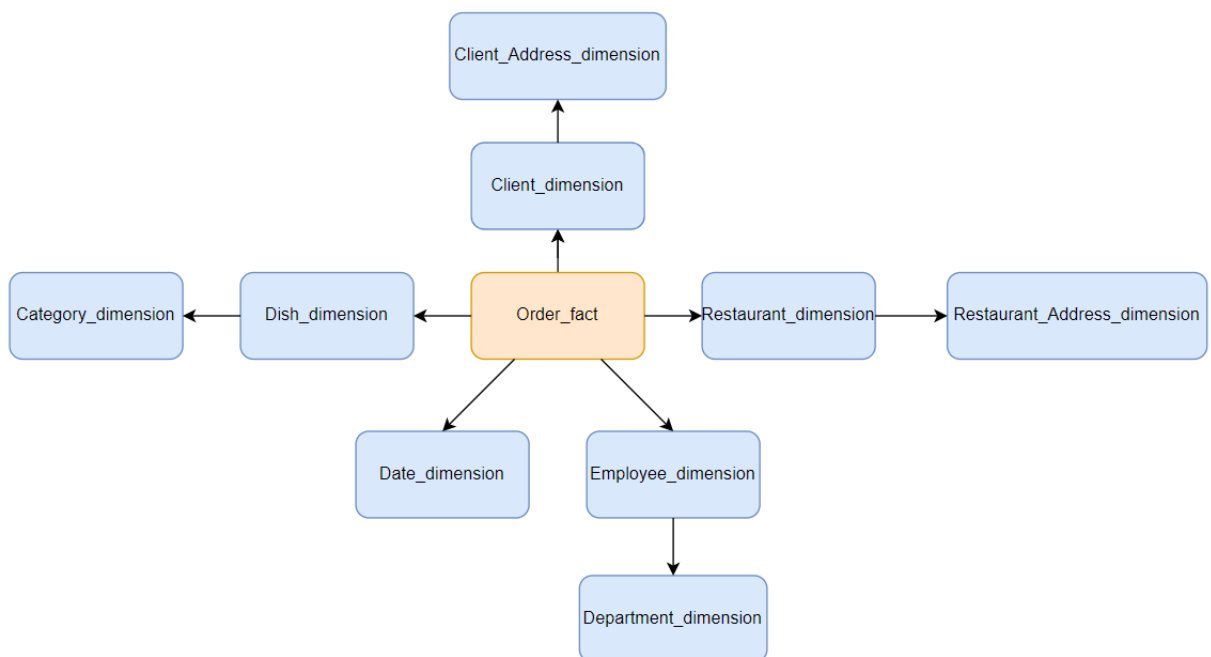 Client_Address_dimension
Client_dimension
Category_dimension
Dish_dimension
Order_fact
Restaurant_dimension
Restaurant_Address_dimension
Date_dimension
Employee_dimension
Department_dimension